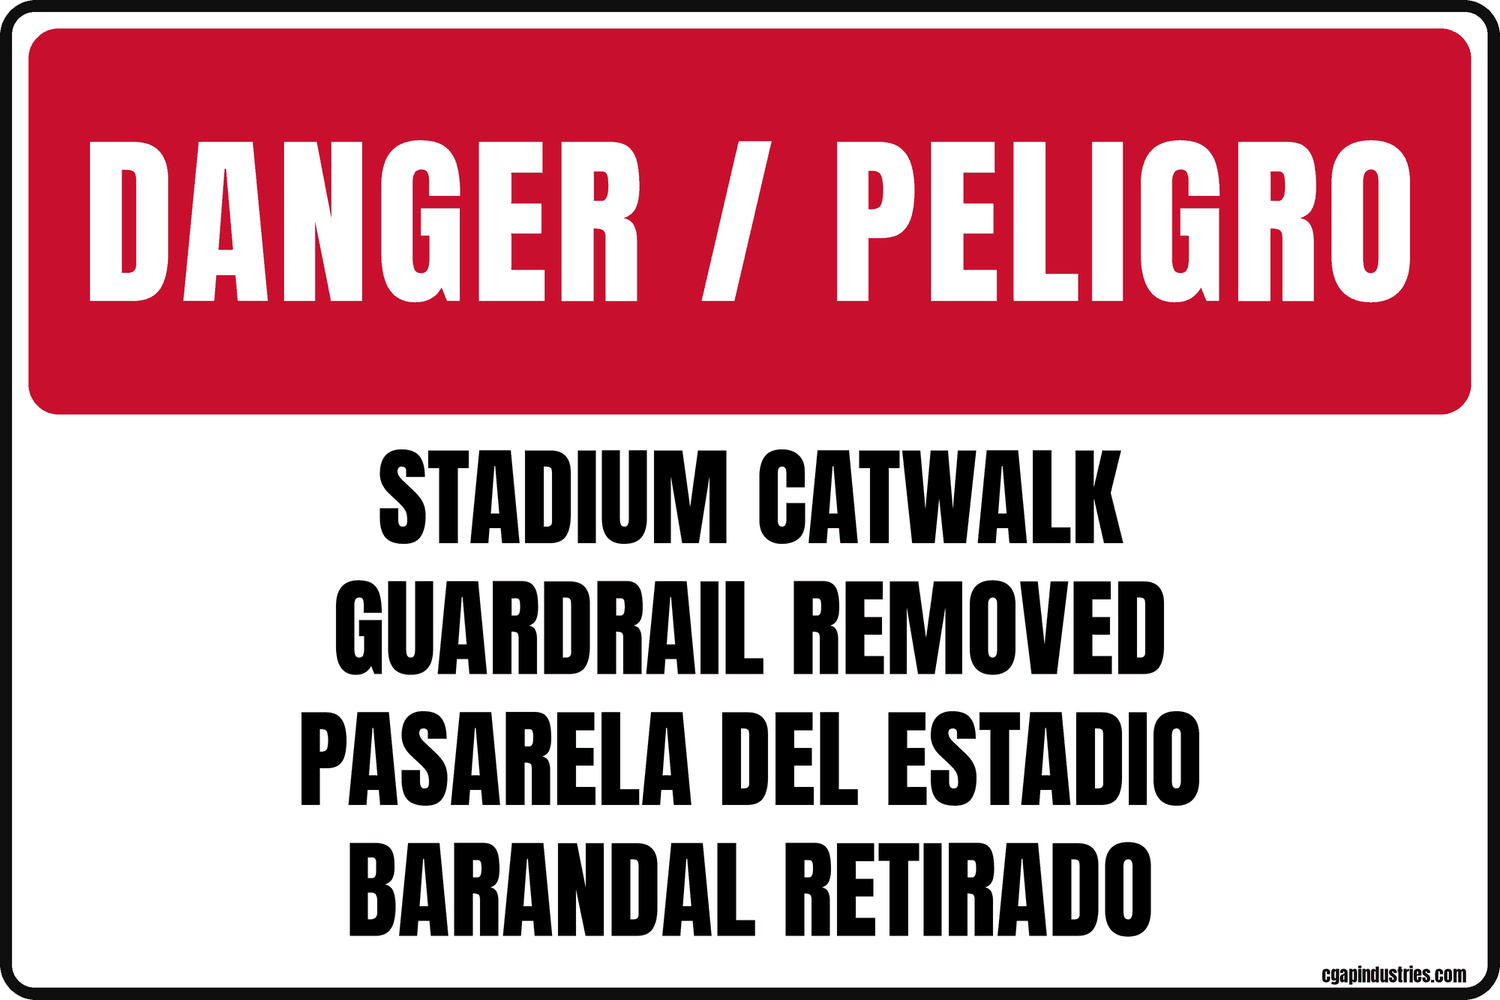 DANGER / PELIGRO
STADIUM CATWALK
GUARDRAIL REMOVED
PASARELA DEL ESTADIO
BARANDAL RETIRADO
cgapindustries.com